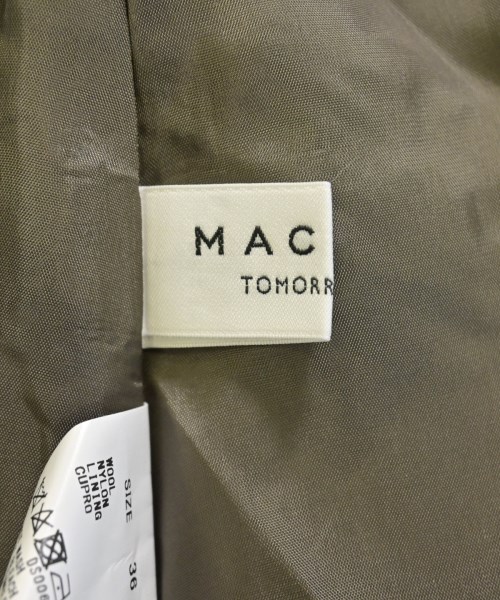 MAC
TOMORR
SIZE 36
WOOL
NYLON
LINING
CUPRO